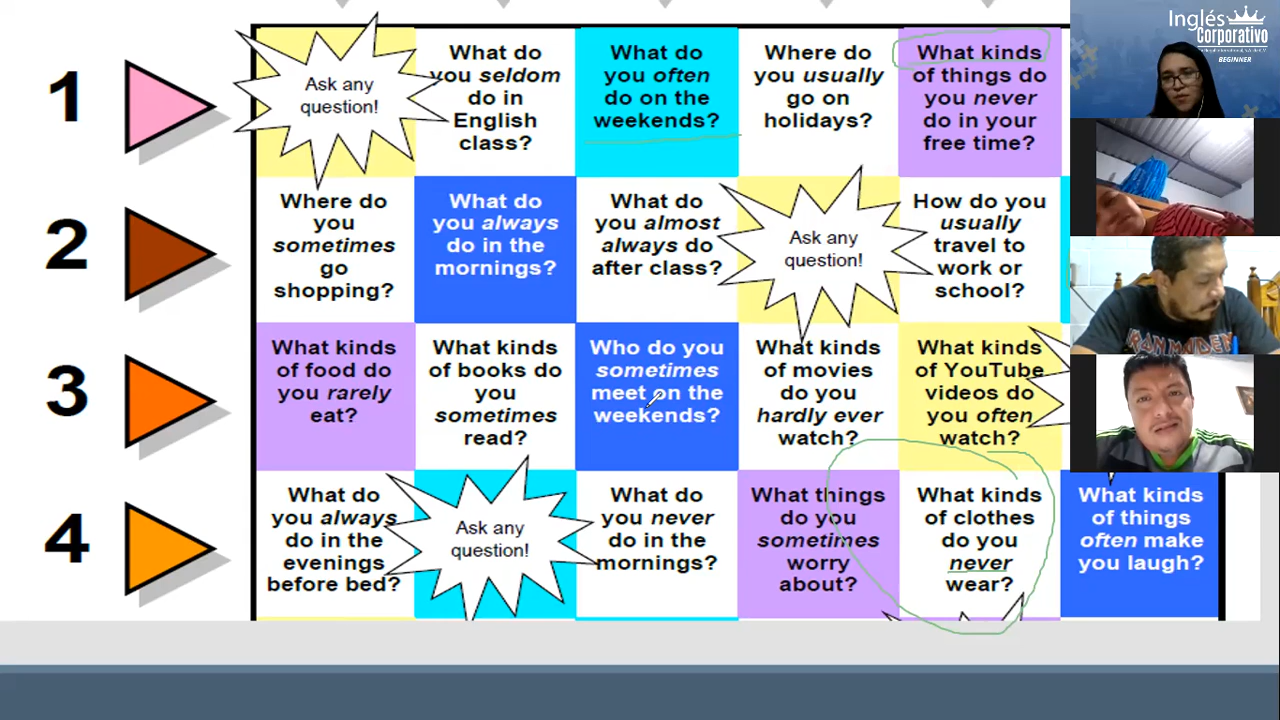 Inglés
Corporativo
BEGINNER
1
Ask any
question!
What do
you seldom
do in
English
class?
What do
you often
do on the
weekends?
Where do
you usually
go on
holidays?
What kinds
of things do
you never
do in your
free time?
2
Where do
you
sometimes
go
shopping?
What do
you always
do in the
mornings?
What do
you almost
always do
after class?
Ask any
question!
How do you
usually
travel to
work or
school?
3
What kinds
of food do
you rarely
eat?
What kinds
of books do
you
sometimes
read?
Who do you
sometimes
meet on the
weekends?
What kinds
of movies
do you
hardly ever
watch?
What kinds
of YouTube
videos do
you often
watch?
IRON MAIDEN
4
What do
you always
do in the
evenings
before bed?
Ask any
question!
What do
you never
do in the
mornings?
What things
do you
sometimes
worry
about?
What kinds
of clothes
do you
never
wear?
What kinds
of things
often make
you laugh?